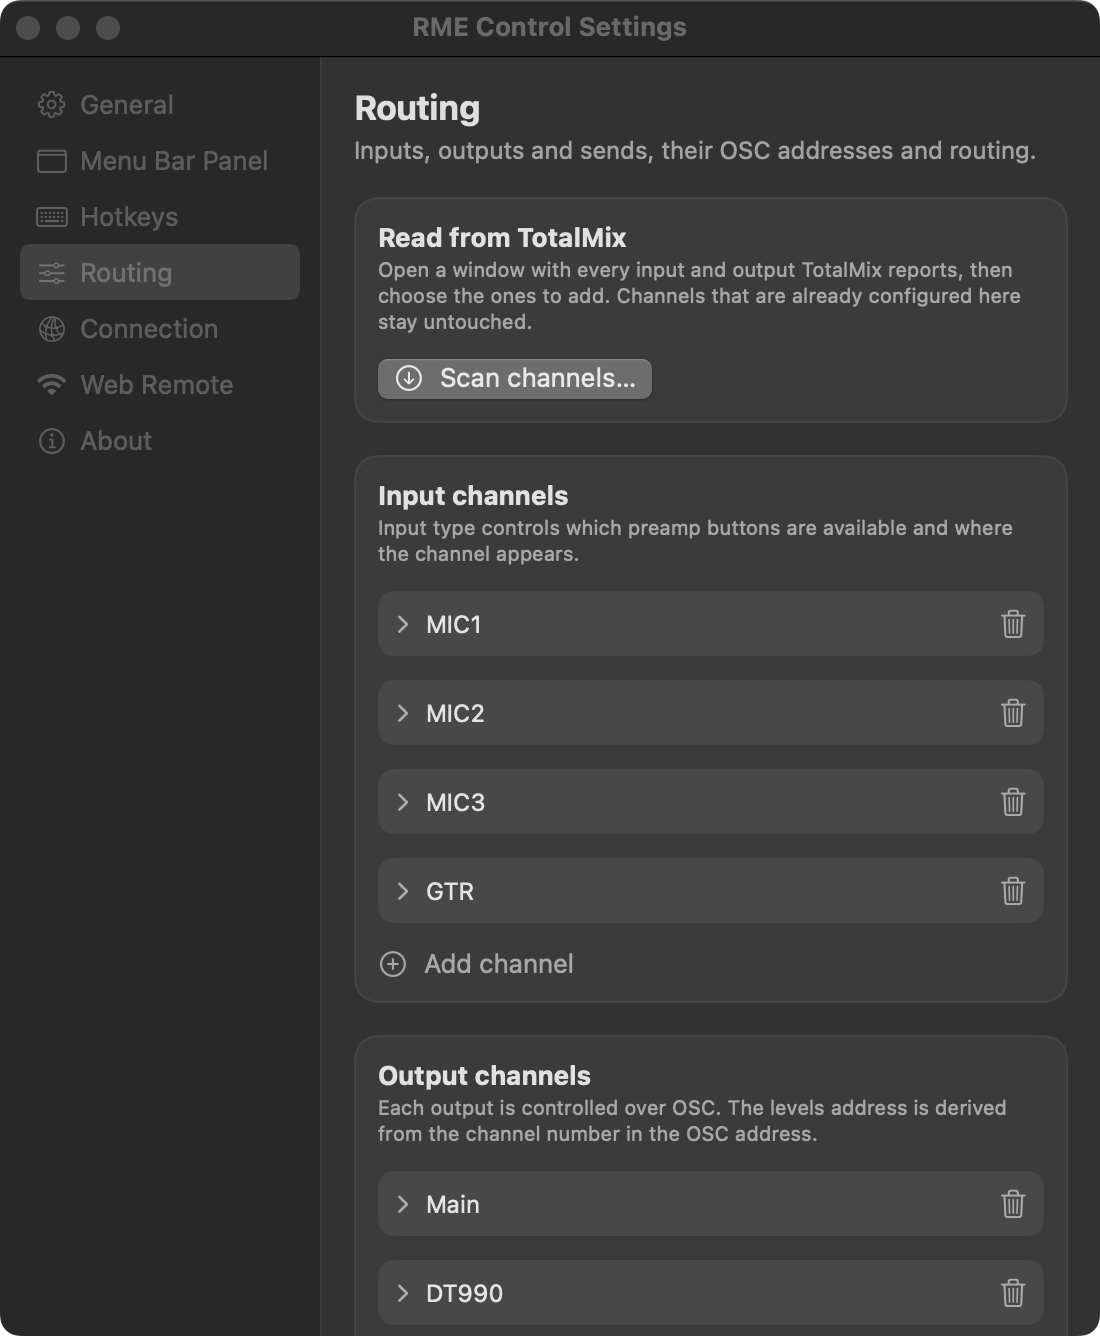 RME Control Settings
General
Menu Bar Panel
Hotkeys
Routing
Connection
Web Remote
About
Routing
Inputs, outputs and sends, their OSC addresses and routing.
Read from TotalMix
Open a window with every input and output TotalMix reports, then
choose the ones to add. Channels that are already configured here
stay untouched.
Scan channels...
Input channels
Input type controls which preamp buttons are available and where
the channel appears.
MIC1
MIC2
MIC3
GTR
Add channel
Output channels
Each output is controlled over OSC. The levels address is derived
from the channel number in the OSC address.
Main
DT990